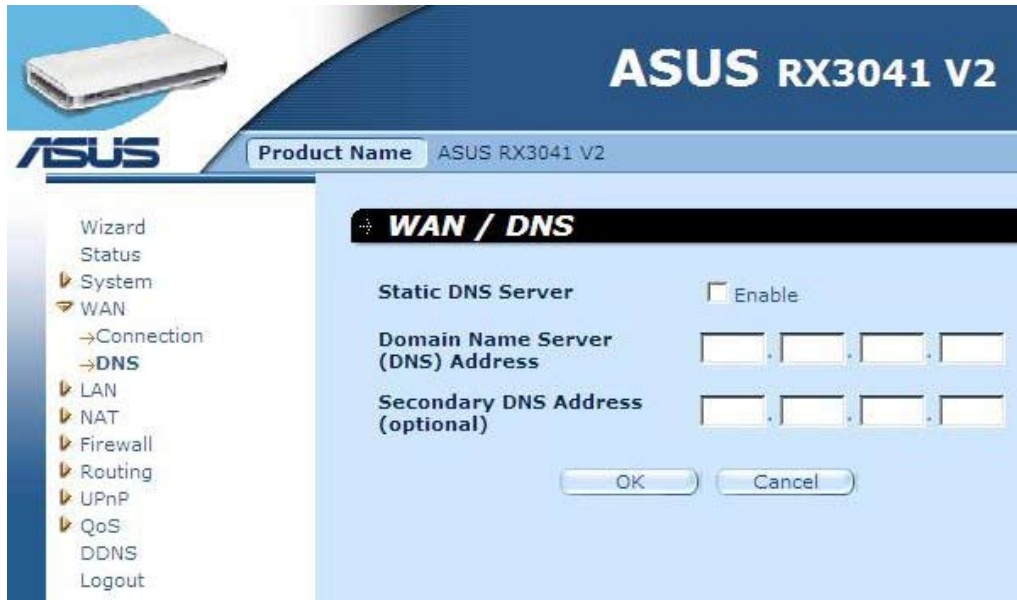 ASUS RX3041 V2
ASUS
Product Name ASUS RX3041 V2
Wizard
Status
System
WAN
→Connection
→DNS
LAN
NAT
Firewall
Routing
UPnP
QoS
DDNS
Logout
WAN / DNS
Static DNS Server Enable
Domain Name Server
(DNS) Address . . .
Secondary DNS Address
(optional) . . .
OK Cancel